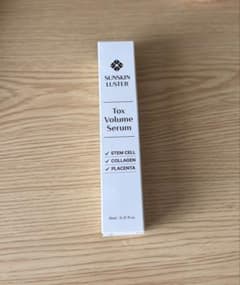 SUNSKIN
LUSTER
Tox
Volume
Serum
✓ STEM CELL
✓ COLLAGEN
✓ PLACENTA